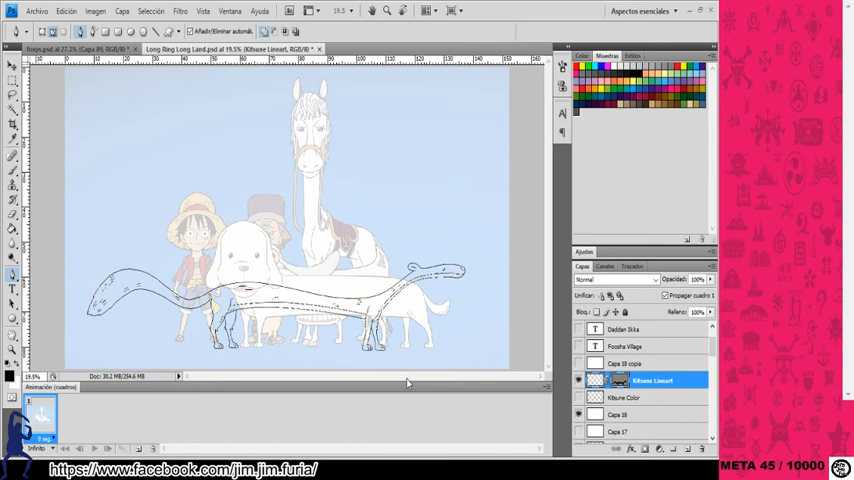 Archivo Edición Imagen Capa Selección Filtro Vista Ventana Ayuda 19.5 Aspectos esenciales
Añadir/Eliminar automát.
foxys.psd al 27.3% (Capa 89, RGB/8) *
Long Ring Long Land.psd al 19.5% (Kitsune Lineart, RGB/8) *
Color Muestras Estilos
Ajustes
Capas Canales Trazados
Normal Opacidad: 100%
Unificar: Propagar cuadro 1
Bloq.: Relleno: 100%
Daddan Ikka
Foosha Village
Capa 18 copia
Kitsune Lineart
Kitsune Color
Capa 18
Capa 17
19.5% Doc: 30.2 MB/254.6 MB
Animación (cuadros)
1
0 seg.
Infinito
https://www.facebook.com/jim.jim.furia/
META 45 / 10000